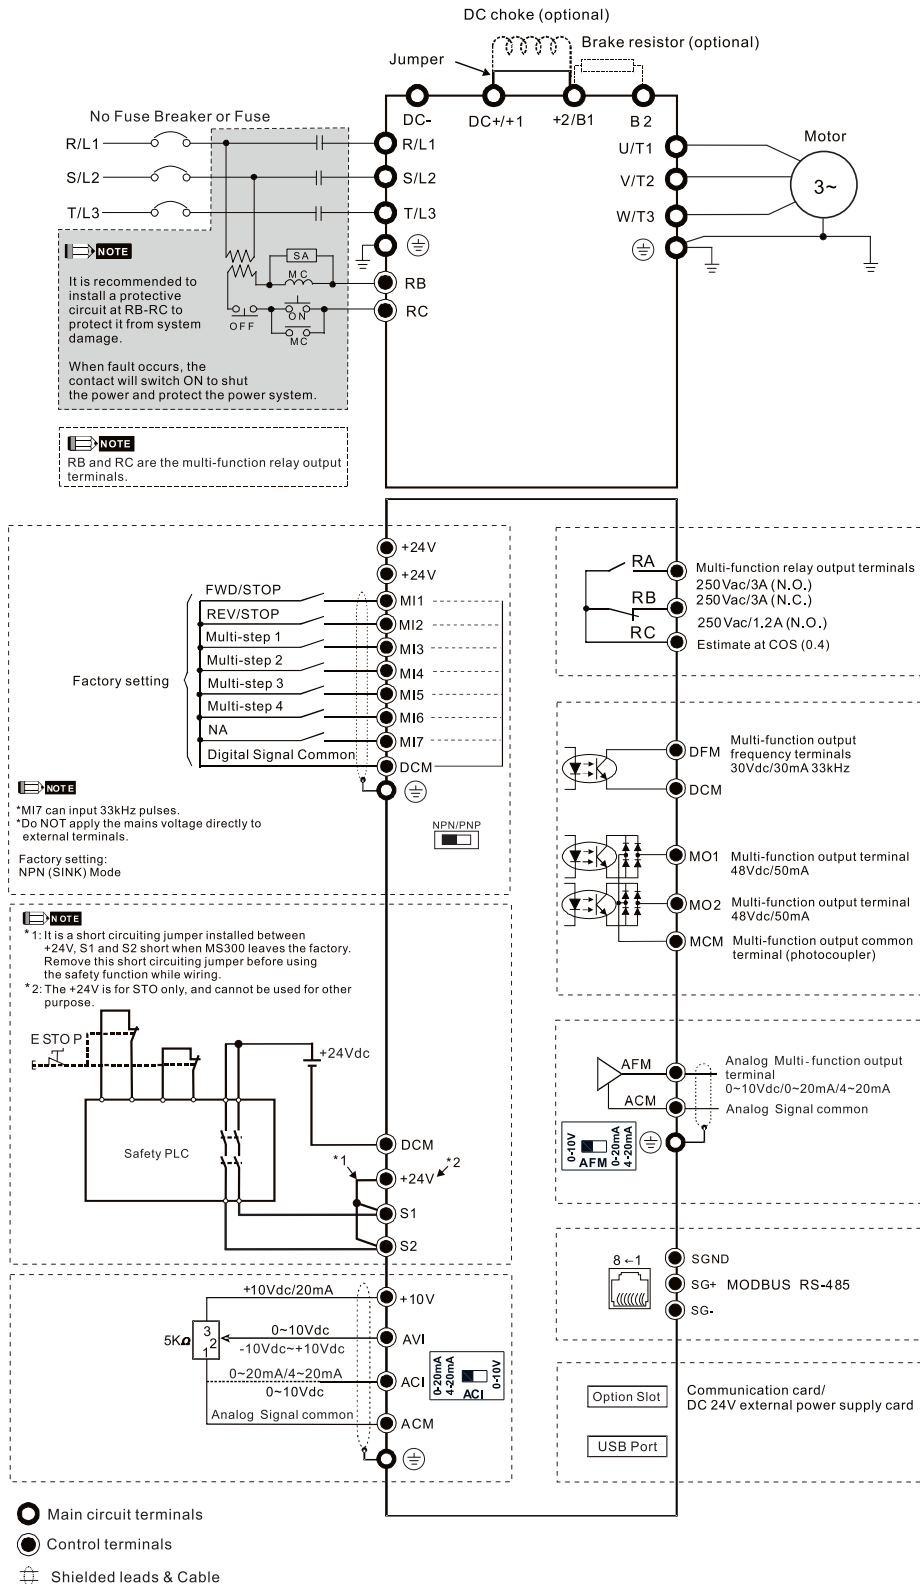 DC choke (optional)
Brake resistor (optional)
Jumper
No Fuse Breaker or Fuse
DC-
DC+/+1
+2/B1
B2
R/L1
R/L1
S/L2
S/L2
T/L3
T/L3
U/T1
V/T2
W/T3
Motor
3~
NOTE
It is recommended to
install a protective
circuit at RB-RC to
protect it from system
damage.
When fault occurs, the
contact will switch ON to shut
the power and protect the power system.
SA
MC
ON
OFF
MC
RB
RC
NOTE
RB and RC are the multi-function relay output
terminals.
+24V
+24V
FWD/STOP
MI1
REV/STOP
MI2
Multi-step 1
MI3
Multi-step 2
MI4
Multi-step 3
MI5
Multi-step 4
MI6
NA
MI7
Digital Signal Common
DCM
Factory setting
NOTE
*MI7 can input 33kHz pulses.
*Do NOT apply the mains voltage directly to
external terminals.
Factory setting:
NPN (SINK) Mode
NPN/PNP
NOTE
*1: It is a short circuiting jumper installed between
+24V, S1 and S2 short when MS300 leaves the factory.
Remove this short circuiting jumper before using
the safety function while wiring.
*2: The +24V is for STO only, and cannot be used for other
purpose.
ESTOP
+24Vdc
Safety PLC
DCM
*1
+24V
*2
S1
S2
+10Vdc/20mA
+10V
5KΩ
3
2
1
0~10Vdc
-10Vdc~+10Vdc
AVI
0~20mA/4~20mA
0~10Vdc
ACI
Analog Signal common
ACM
0-20mA
4-20mA
ACI
0-10V
RA
RB
RC
Multi-function relay output terminals
250Vac/3A (N.O.)
250Vac/3A (N.C.)
250Vac/1.2A (N.O.)
Estimate at COS (0.4)
DFM
DCM
Multi-function output
frequency terminals
30Vdc/30mA 33kHz
MO1
Multi-function output terminal
48Vdc/50mA
MO2
Multi-function output terminal
48Vdc/50mA
MCM
Multi-function output common
terminal (photocoupler)
AFM
ACM
Analog Multi-function output
terminal
0~10Vdc/0~20mA/4~20mA
Analog Signal common
0-10V
AFM
0-20mA
4-20mA
8←1
SGND
SG+
MODBUS RS-485
SG-
Option Slot
Communication card/
DC 24V external power supply card
USB Port
Main circuit terminals
Control terminals
Shielded leads & Cable